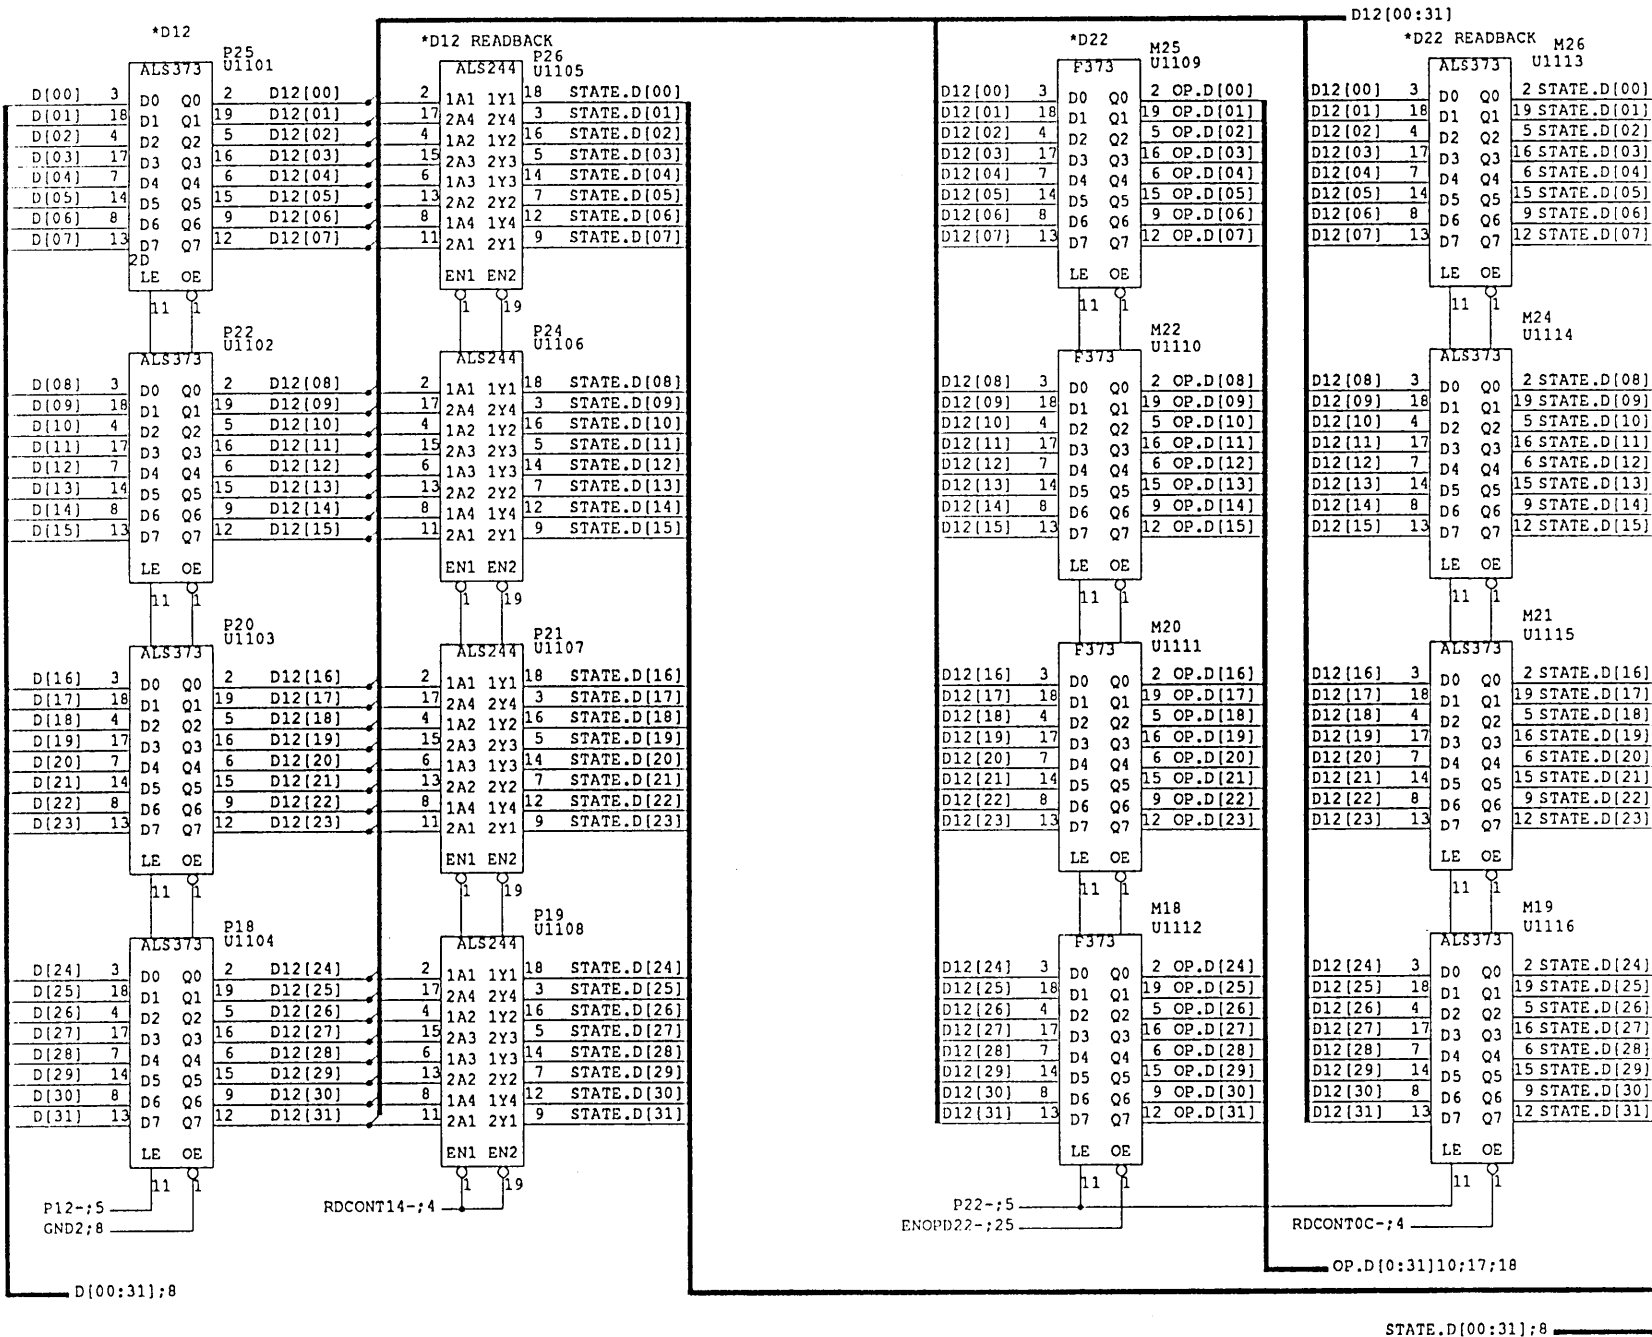 D12[00:31]
*D12
*D12 READBACK
*D22
*D22 READBACK
P25
U1101
ALS373
D[00] 3 D0 Q0 2 D12[00]
D[01] 18 D1 Q1 19 D12[01]
D[02] 4 D2 Q2 5 D12[02]
D[03] 17 D3 Q3 16 D12[03]
D[04] 7 D4 Q4 6 D12[04]
D[05] 14 D5 Q5 15 D12[05]
D[06] 8 D6 Q6 9 D12[06]
D[07] 13 D7 Q7 12 D12[07]
2D
LE OE
11 1
P22
U1102
ALS373
D[08] 3 D0 Q0 2 D12[08]
D[09] 18 D1 Q1 19 D12[09]
D[10] 4 D2 Q2 5 D12[10]
D[11] 17 D3 Q3 16 D12[11]
D[12] 7 D4 Q4 6 D12[12]
D[13] 14 D5 Q5 15 D12[13]
D[14] 8 D6 Q6 9 D12[14]
D[15] 13 D7 Q7 12 D12[15]
LE OE
11 1
P20
U1103
ALS373
D[16] 3 D0 Q0 2 D12[16]
D[17] 18 D1 Q1 19 D12[17]
D[18] 4 D2 Q2 5 D12[18]
D[19] 17 D3 Q3 16 D12[19]
D[20] 7 D4 Q4 6 D12[20]
D[21] 14 D5 Q5 15 D12[21]
D[22] 8 D6 Q6 9 D12[22]
D[23] 13 D7 Q7 12 D12[23]
LE OE
11 1
P18
U1104
ALS373
D[24] 3 D0 Q0 2 D12[24]
D[25] 18 D1 Q1 19 D12[25]
D[26] 4 D2 Q2 5 D12[26]
D[27] 17 D3 Q3 16 D12[27]
D[28] 7 D4 Q4 6 D12[28]
D[29] 14 D5 Q5 15 D12[29]
D[30] 8 D6 Q6 9 D12[30]
D[31] 13 D7 Q7 12 D12[31]
LE OE
11 1
P12-;5
GND2;8
D[00:31];8
P26
U1105
ALS244
2 1A1 1Y1 18 STATE.D[00]
17 2A4 2Y4 3 STATE.D[01]
4 1A2 1Y2 16 STATE.D[02]
15 2A3 2Y3 5 STATE.D[03]
6 1A3 1Y3 14 STATE.D[04]
13 2A2 2Y2 7 STATE.D[05]
8 1A4 1Y4 12 STATE.D[06]
11 2A1 2Y1 9 STATE.D[07]
EN1 EN2
1 19
P24
U1106
ALS244
2 1A1 1Y1 18 STATE.D[08]
17 2A4 2Y4 3 STATE.D[09]
4 1A2 1Y2 16 STATE.D[10]
15 2A3 2Y3 5 STATE.D[11]
6 1A3 1Y3 14 STATE.D[12]
13 2A2 2Y2 7 STATE.D[13]
8 1A4 1Y4 12 STATE.D[14]
11 2A1 2Y1 9 STATE.D[15]
EN1 EN2
1 19
P21
U1107
ALS244
2 1A1 1Y1 18 STATE.D[16]
17 2A4 2Y4 3 STATE.D[17]
4 1A2 1Y2 16 STATE.D[18]
15 2A3 2Y3 5 STATE.D[19]
6 1A3 1Y3 14 STATE.D[20]
13 2A2 2Y2 7 STATE.D[21]
8 1A4 1Y4 12 STATE.D[22]
11 2A1 2Y1 9 STATE.D[23]
EN1 EN2
1 19
P19
U1108
ALS244
2 1A1 1Y1 18 STATE.D[24]
17 2A4 2Y4 3 STATE.D[25]
4 1A2 1Y2 16 STATE.D[26]
15 2A3 2Y3 5 STATE.D[27]
6 1A3 1Y3 14 STATE.D[28]
13 2A2 2Y2 7 STATE.D[29]
8 1A4 1Y4 12 STATE.D[30]
11 2A1 2Y1 9 STATE.D[31]
EN1 EN2
1 19
RDCONT14-;4
M25
U1109
F373
D12[00] 3 D0 Q0 2 OP.D[00]
D12[01] 18 D1 Q1 19 OP.D[01]
D12[02] 4 D2 Q2 5 OP.D[02]
D12[03] 17 D3 Q3 16 OP.D[03]
D12[04] 7 D4 Q4 6 OP.D[04]
D12[05] 14 D5 Q5 15 OP.D[05]
D12[06] 8 D6 Q6 9 OP.D[06]
D12[07] 13 D7 Q7 12 OP.D[07]
LE OE
11 1
M22
U1110
F373
D12[08] 3 D0 Q0 2 OP.D[08]
D12[09] 18 D1 Q1 19 OP.D[09]
D12[10] 4 D2 Q2 5 OP.D[10]
D12[11] 17 D3 Q3 16 OP.D[11]
D12[12] 7 D4 Q4 6 OP.D[12]
D12[13] 14 D5 Q5 15 OP.D[13]
D12[14] 8 D6 Q6 9 OP.D[14]
D12[15] 13 D7 Q7 12 OP.D[15]
LE OE
11 1
M20
U1111
F373
D12[16] 3 D0 Q0 2 OP.D[16]
D12[17] 18 D1 Q1 19 OP.D[17]
D12[18] 4 D2 Q2 5 OP.D[18]
D12[19] 17 D3 Q3 16 OP.D[19]
D12[20] 7 D4 Q4 6 OP.D[20]
D12[21] 14 D5 Q5 15 OP.D[21]
D12[22] 8 D6 Q6 9 OP.D[22]
D12[23] 13 D7 Q7 12 OP.D[23]
LE OE
11 1
M18
U1112
F373
D12[24] 3 D0 Q0 2 OP.D[24]
D12[25] 18 D1 Q1 19 OP.D[25]
D12[26] 4 D2 Q2 5 OP.D[26]
D12[27] 17 D3 Q3 16 OP.D[27]
D12[28] 7 D4 Q4 6 OP.D[28]
D12[29] 14 D5 Q5 15 OP.D[29]
D12[30] 8 D6 Q6 9 OP.D[30]
D12[31] 13 D7 Q7 12 OP.D[31]
LE OE
11 1
P22-;5
ENOPD22-;25
M26
U1113
ALS373
D12[00] 3 D0 Q0 2 STATE.D[00]
D12[01] 18 D1 Q1 19 STATE.D[01]
D12[02] 4 D2 Q2 5 STATE.D[02]
D12[03] 17 D3 Q3 16 STATE.D[03]
D12[04] 7 D4 Q4 6 STATE.D[04]
D12[05] 14 D5 Q5 15 STATE.D[05]
D12[06] 8 D6 Q6 9 STATE.D[06]
D12[07] 13 D7 Q7 12 STATE.D[07]
LE OE
11 1
M24
U1114
ALS373
D12[08] 3 D0 Q0 2 STATE.D[08]
D12[09] 18 D1 Q1 19 STATE.D[09]
D12[10] 4 D2 Q2 5 STATE.D[10]
D12[11] 17 D3 Q3 16 STATE.D[11]
D12[12] 7 D4 Q4 6 STATE.D[12]
D12[13] 14 D5 Q5 15 STATE.D[13]
D12[14] 8 D6 Q6 9 STATE.D[14]
D12[15] 13 D7 Q7 12 STATE.D[15]
LE OE
11 1
M21
U1115
ALS373
D12[16] 3 D0 Q0 2 STATE.D[16]
D12[17] 18 D1 Q1 19 STATE.D[17]
D12[18] 4 D2 Q2 5 STATE.D[18]
D12[19] 17 D3 Q3 16 STATE.D[19]
D12[20] 7 D4 Q4 6 STATE.D[20]
D12[21] 14 D5 Q5 15 STATE.D[21]
D12[22] 8 D6 Q6 9 STATE.D[22]
D12[23] 13 D7 Q7 12 STATE.D[23]
LE OE
11 1
M19
U1116
ALS373
D12[24] 3 D0 Q0 2 STATE.D[24]
D12[25] 18 D1 Q1 19 STATE.D[25]
D12[26] 4 D2 Q2 5 STATE.D[26]
D12[27] 17 D3 Q3 16 STATE.D[27]
D12[28] 7 D4 Q4 6 STATE.D[28]
D12[29] 14 D5 Q5 15 STATE.D[29]
D12[30] 8 D6 Q6 9 STATE.D[30]
D12[31] 13 D7 Q7 12 STATE.D[31]
LE OE
11 1
RDCONT0C-;4
OP.D[0:31]10;17;18
STATE.D[00:31];8